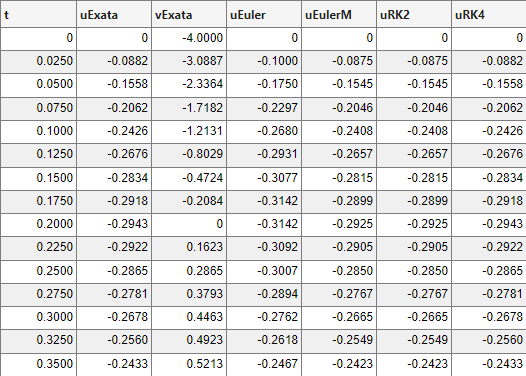 t uExata vExata uEuler uEulerM uRK2 uRK4
0 0 -4.0000 0 0 0 0
0.0250 -0.0882 -3.0887 -0.1000 -0.0875 -0.0875 -0.0882
0.0500 -0.1558 -2.3364 -0.1750 -0.1545 -0.1545 -0.1558
0.0750 -0.2062 -1.7182 -0.2297 -0.2046 -0.2046 -0.2062
0.1000 -0.2426 -1.2131 -0.2680 -0.2408 -0.2408 -0.2426
0.1250 -0.2676 -0.8029 -0.2931 -0.2657 -0.2657 -0.2676
0.1500 -0.2834 -0.4724 -0.3077 -0.2815 -0.2815 -0.2834
0.1750 -0.2918 -0.2084 -0.3142 -0.2899 -0.2899 -0.2918
0.2000 -0.2943 0 -0.3142 -0.2925 -0.2925 -0.2943
0.2250 -0.2922 0.1623 -0.3092 -0.2905 -0.2905 -0.2922
0.2500 -0.2865 0.2865 -0.3007 -0.2850 -0.2850 -0.2865
0.2750 -0.2781 0.3793 -0.2894 -0.2767 -0.2767 -0.2781
0.3000 -0.2678 0.4463 -0.2762 -0.2665 -0.2665 -0.2678
0.3250 -0.2560 0.4923 -0.2618 -0.2549 -0.2549 -0.2560
0.3500 -0.2433 0.5213 -0.2467 -0.2423 -0.2423 -0.2433